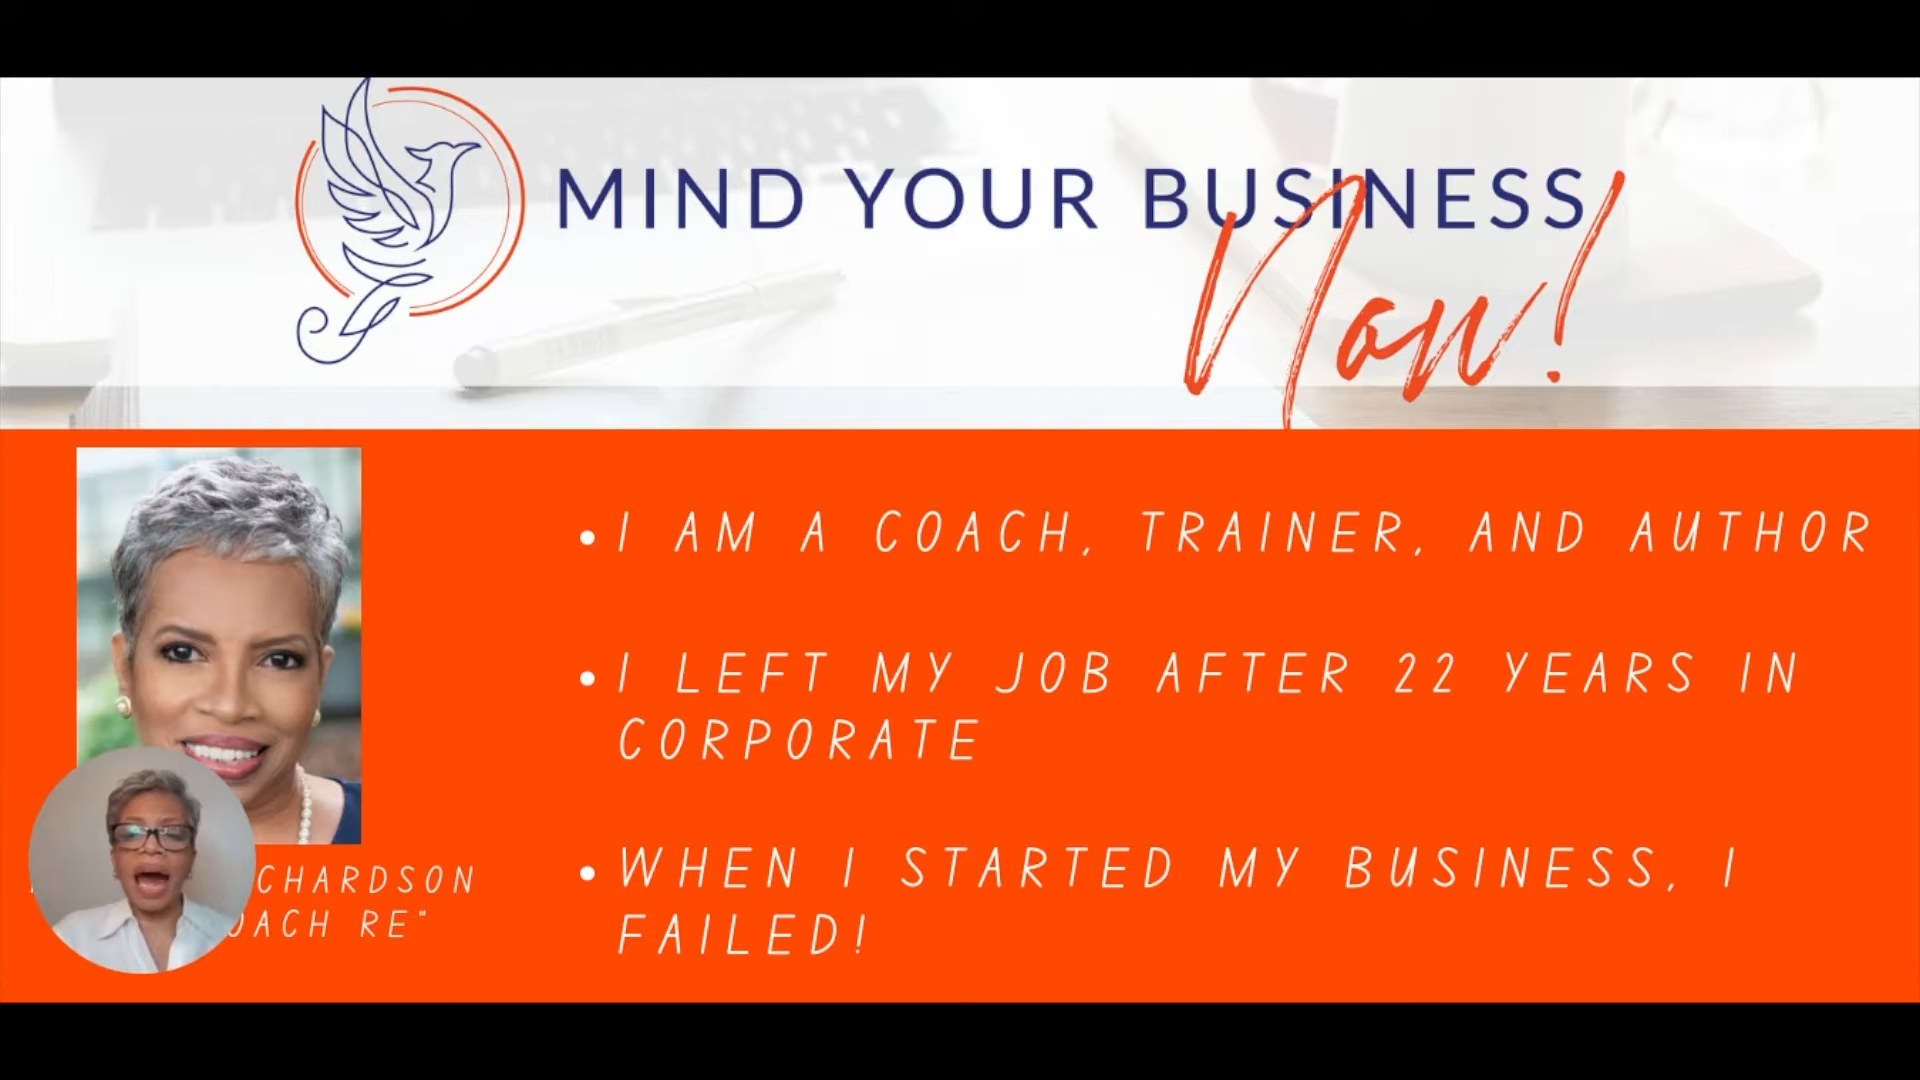 MIND YOUR BUSINESS
Now!
• I AM A COACH, TRAINER, AND AUTHOR
• I LEFT MY JOB AFTER 22 YEARS IN
CORPORATE
• WHEN I STARTED MY BUSINESS, I
FAILED!
CHARDSON
OACH RE"